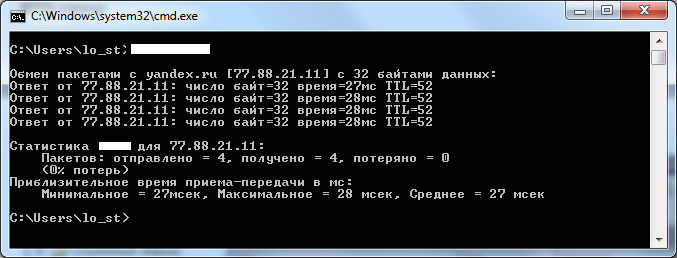 C:\Windows\system32\cmd.exe
C:\Users\lo_st>
Обмен пакетами с yandex.ru [77.88.21.11] с 32 байтами данных:
Ответ от 77.88.21.11: число байт=32 время=27мс TTL=52
Ответ от 77.88.21.11: число байт=32 время=28мс TTL=52
Ответ от 77.88.21.11: число байт=32 время=28мс TTL=52
Ответ от 77.88.21.11: число байт=32 время=28мс TTL=52
Статистика для 77.88.21.11:
Пакетов: отправлено = 4, получено = 4, потеряно = 0
(0% потерь)
Приблизительное время приема-передачи в мс:
Минимальное = 27мсек, Максимальное = 28 мсек, Среднее = 27 мсек
C:\Users\lo_st>